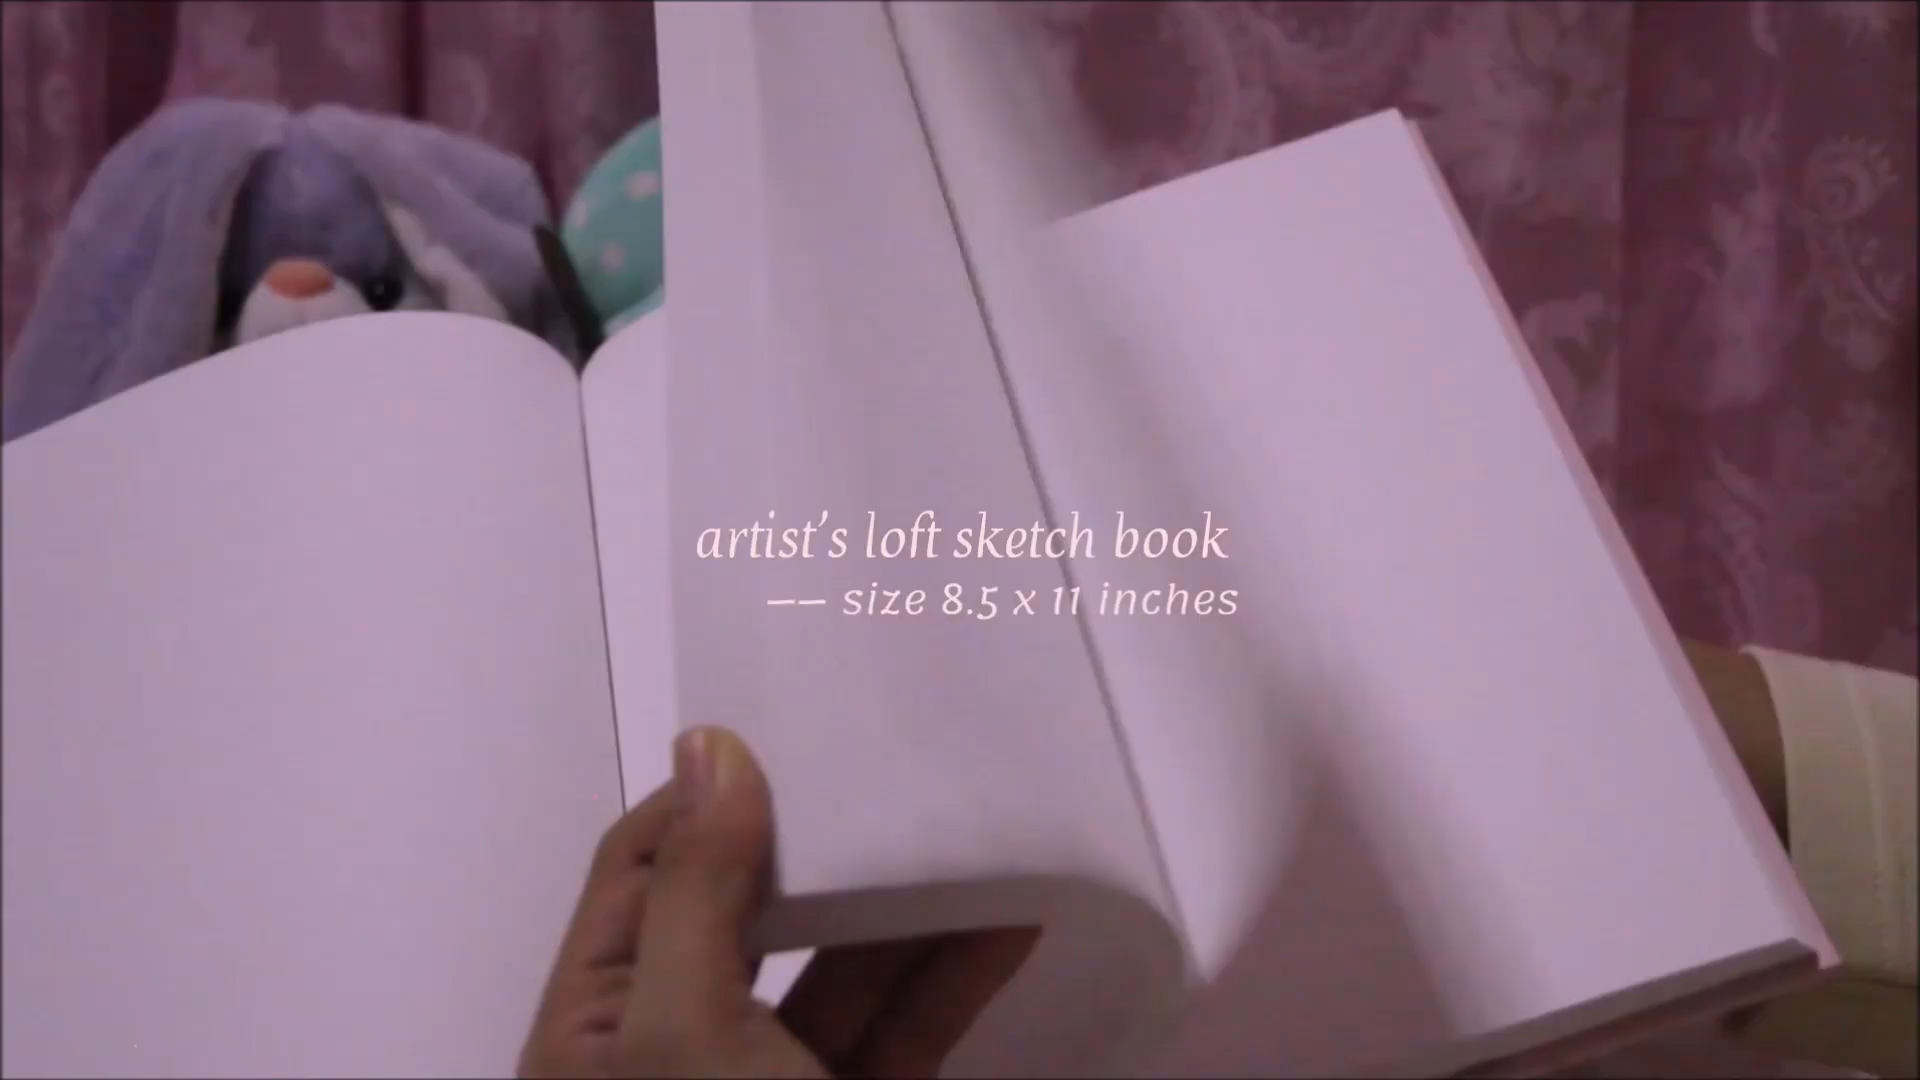 artist's loft sketch book
—— size 8.5 x 11 inches